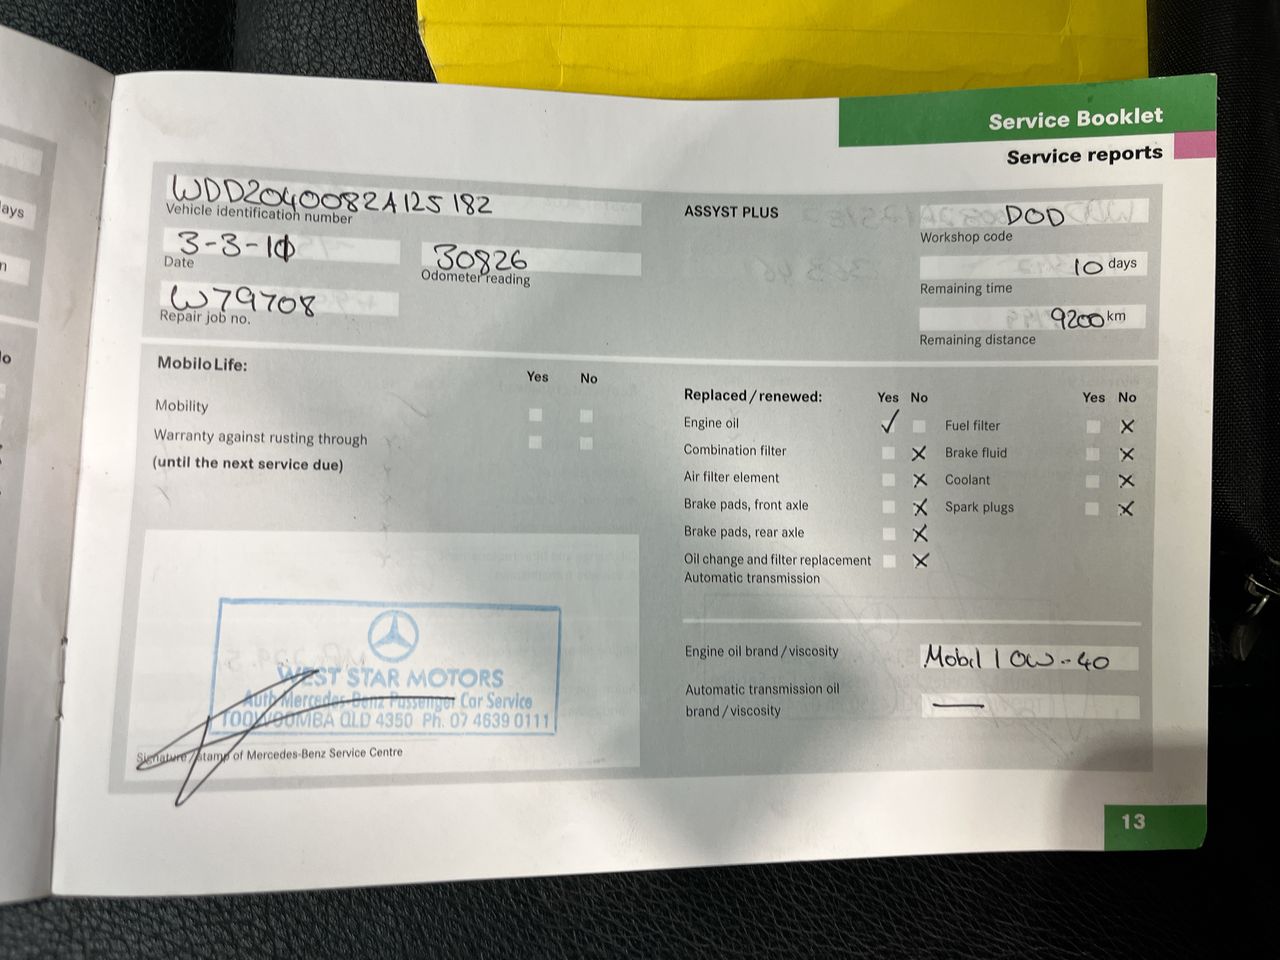 Service Booklet
Service reports
WDD2040082A125182
Vehicle identification number
3-3-10
Date
30826
Odometer reading
W79708
Repair job no.
ASSYST PLUS
DOD
Workshop code
10 days
Remaining time
9200 km
Remaining distance
MobiloLife:
Yes No
Mobility
Warranty against rusting through
(until the next service due)
Replaced/renewed:
Yes No
Yes No
Engine oil
Fuel filter
Combination filter
Brake fluid
Air filter element
Coolant
Brake pads, front axle
Spark plugs
Brake pads, rear axle
Oil change and filter replacement
Automatic transmission
Engine oil brand/viscosity
Mobil 1 0W-40
Automatic transmission oil
brand/viscosity
WEST STAR MOTORS
Auth Mercedes-Benz Passenger Car Service
TOOWOOMBA QLD 4350 Ph. 07 4639 0111
Signature/stamp of Mercedes-Benz Service Centre
13
ays